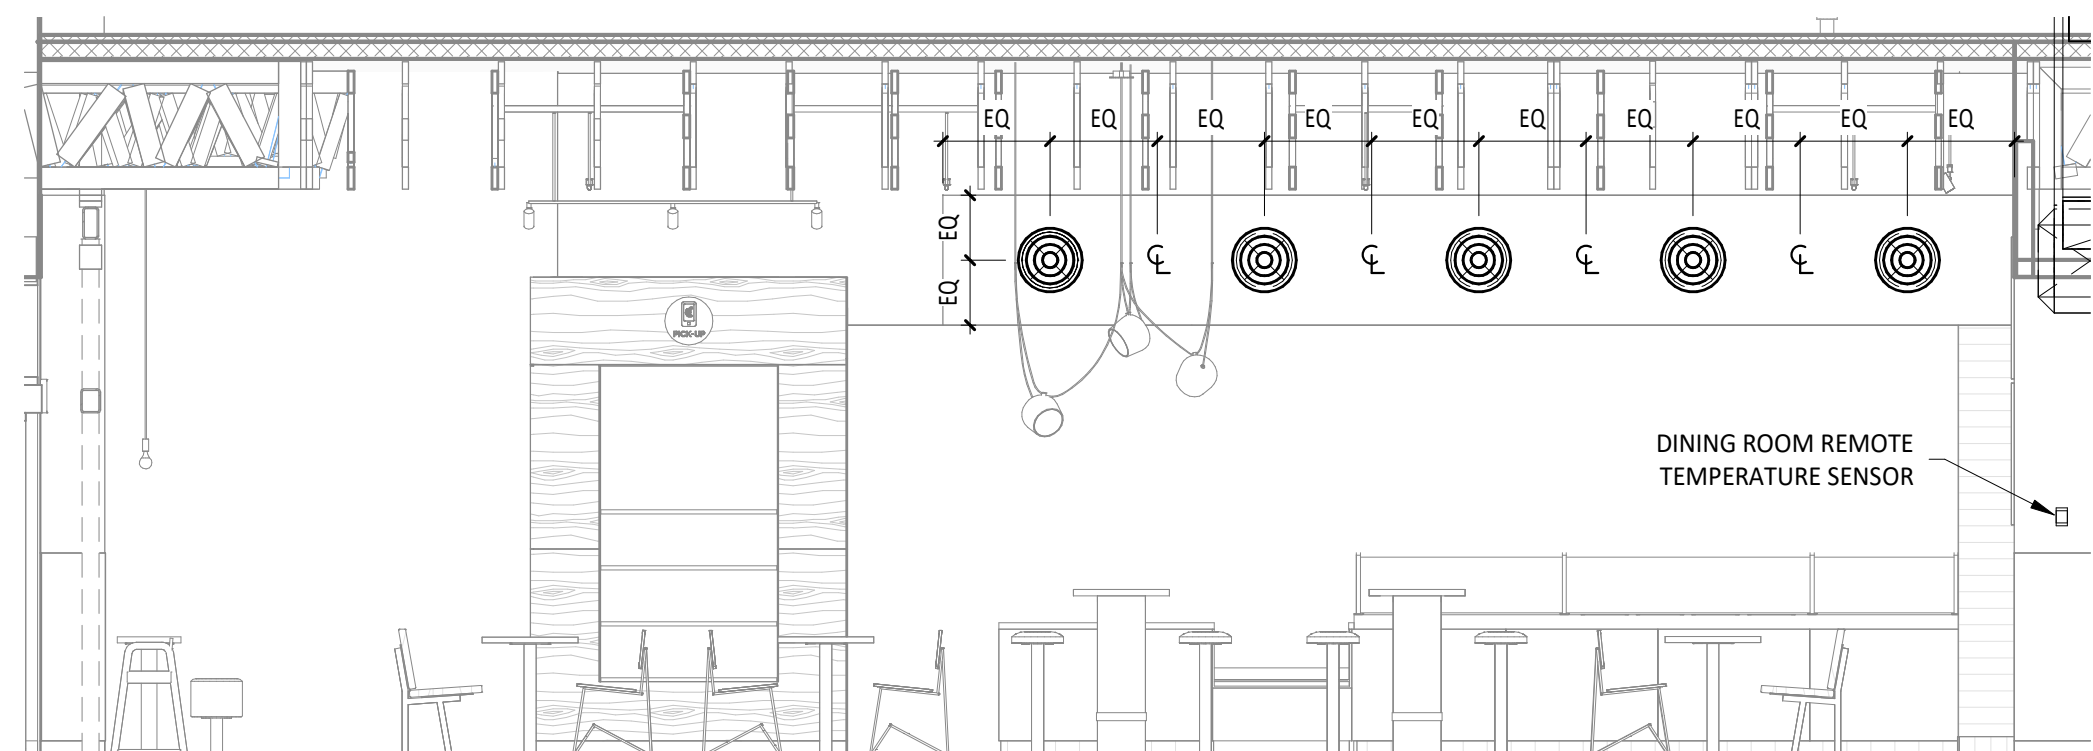 EQ EQ EQ EQ EQ EQ EQ EQ EQ EQ
EQ
℄ ℄ ℄ ℄
EQ
PICK-UP
DINING ROOM REMOTE
TEMPERATURE SENSOR